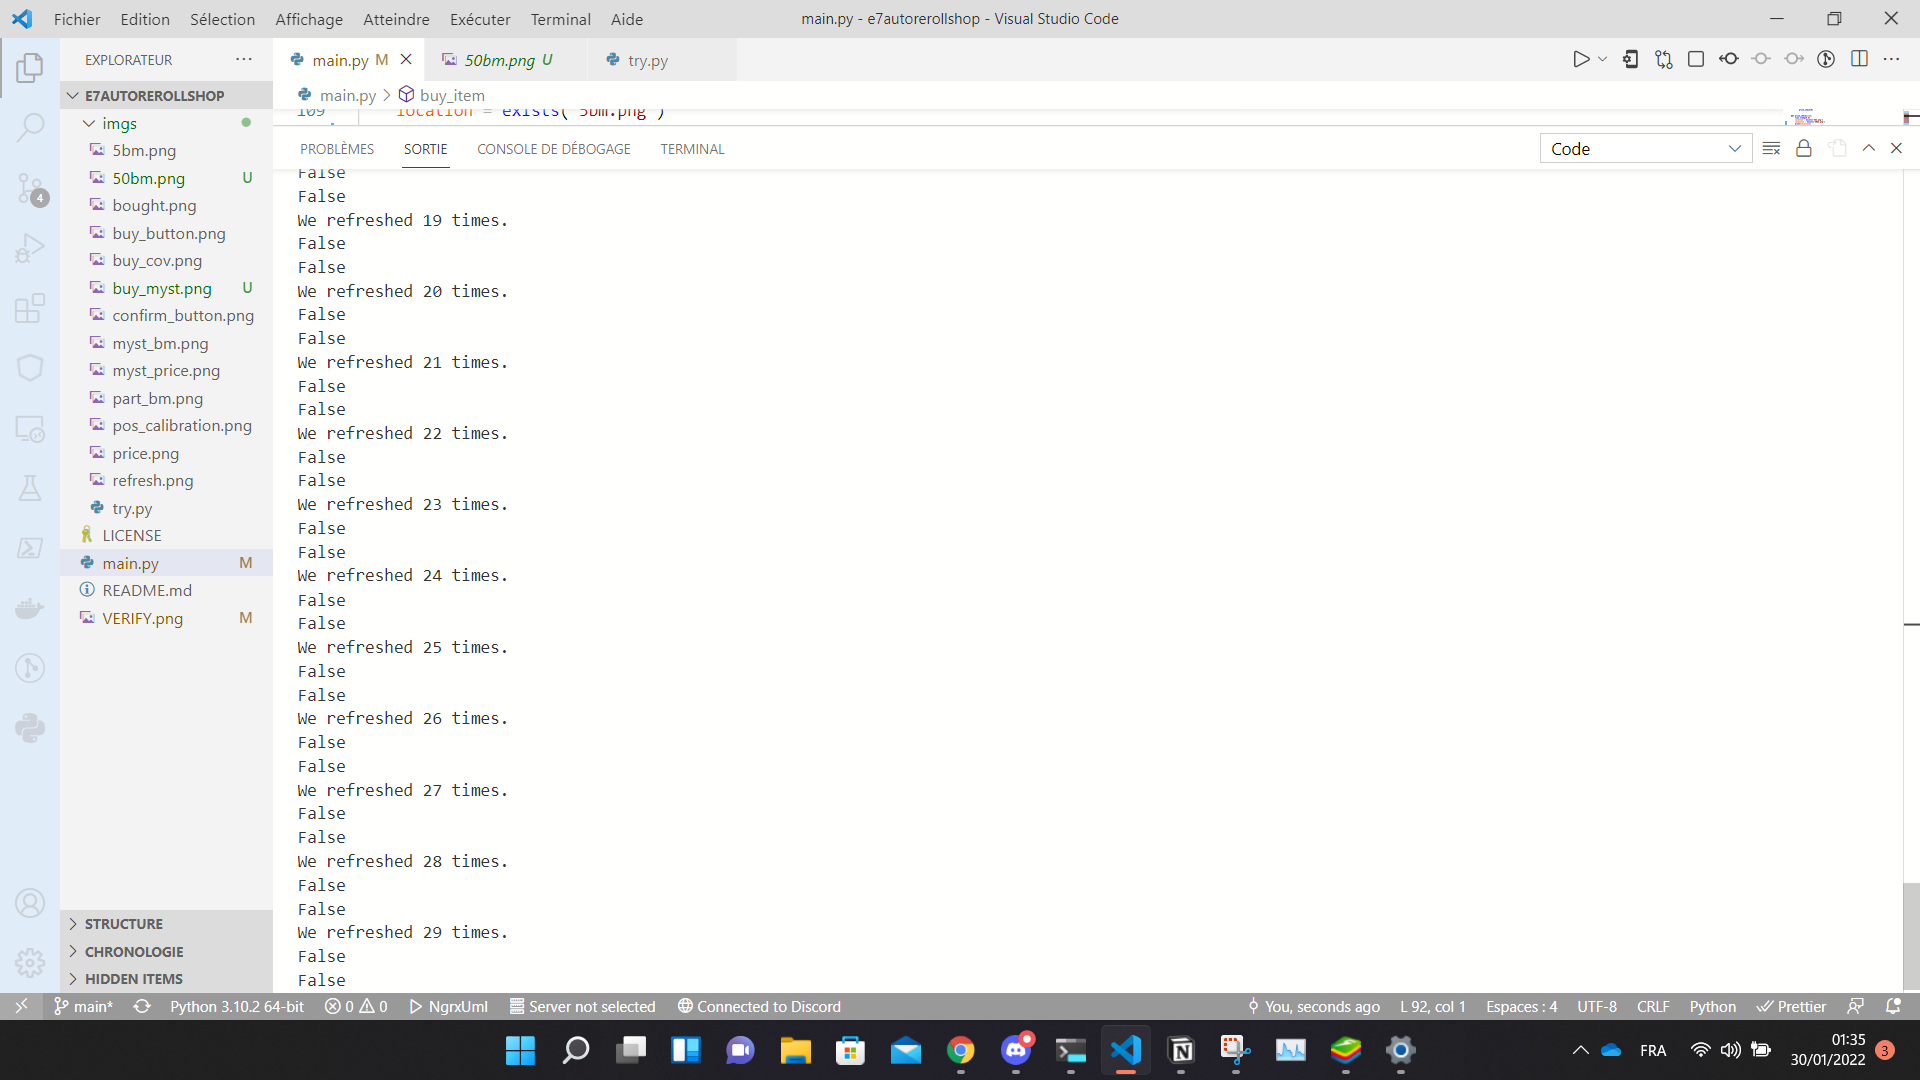 Fichier Edition Sélection Affichage Atteindre Exécuter Terminal Aide
main.py - e7autorerollshop - Visual Studio Code
EXPLORATEUR
main.py M
50bm.png U
try.py
E7AUTOREROLLSHOP
main.py > buy_item
imgs
109 location = exists('5bm.png')
5bm.png
50bm.png U
bought.png
buy_button.png
buy_cov.png
buy_myst.png U
confirm_button.png
myst_bm.png
myst_price.png
part_bm.png
pos_calibration.png
price.png
refresh.png
try.py
LICENSE
main.py M
README.md
VERIFY.png M
STRUCTURE
CHRONOLOGIE
HIDDEN ITEMS
4
PROBLÈMES SORTIE CONSOLE DE DÉBOGAGE TERMINAL
Code
False
False
We refreshed 19 times.
False
False
We refreshed 20 times.
False
False
We refreshed 21 times.
False
False
We refreshed 22 times.
False
False
We refreshed 23 times.
False
False
We refreshed 24 times.
False
False
We refreshed 25 times.
False
False
We refreshed 26 times.
False
False
We refreshed 27 times.
False
False
We refreshed 28 times.
False
False
We refreshed 29 times.
False
False
main* Python 3.10.2 64-bit 0 0 NgrxUml Server not selected Connected to Discord
You, seconds ago L 92, col 1 Espaces : 4 UTF-8 CRLF Python Prettier
FRA
01:35
30/01/2022
3